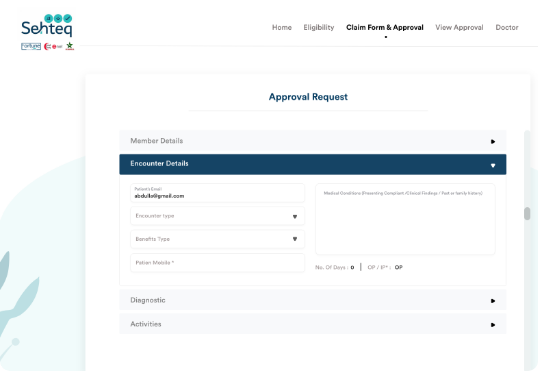 Sehteq
Home Eligibility Claim Form & Approval View Approval Doctor
Approval Request
Member Details
Encounter Details
Patient's Email
abdullo@gmail.com
Encounter type
Benefits Type
Patien Mobile *
Medical Conditions (Presenting Complaint /Clinical Findings - Past or family history)
No. Of Days : 0 | OP / IP* : OP
Diagnostic
Activities